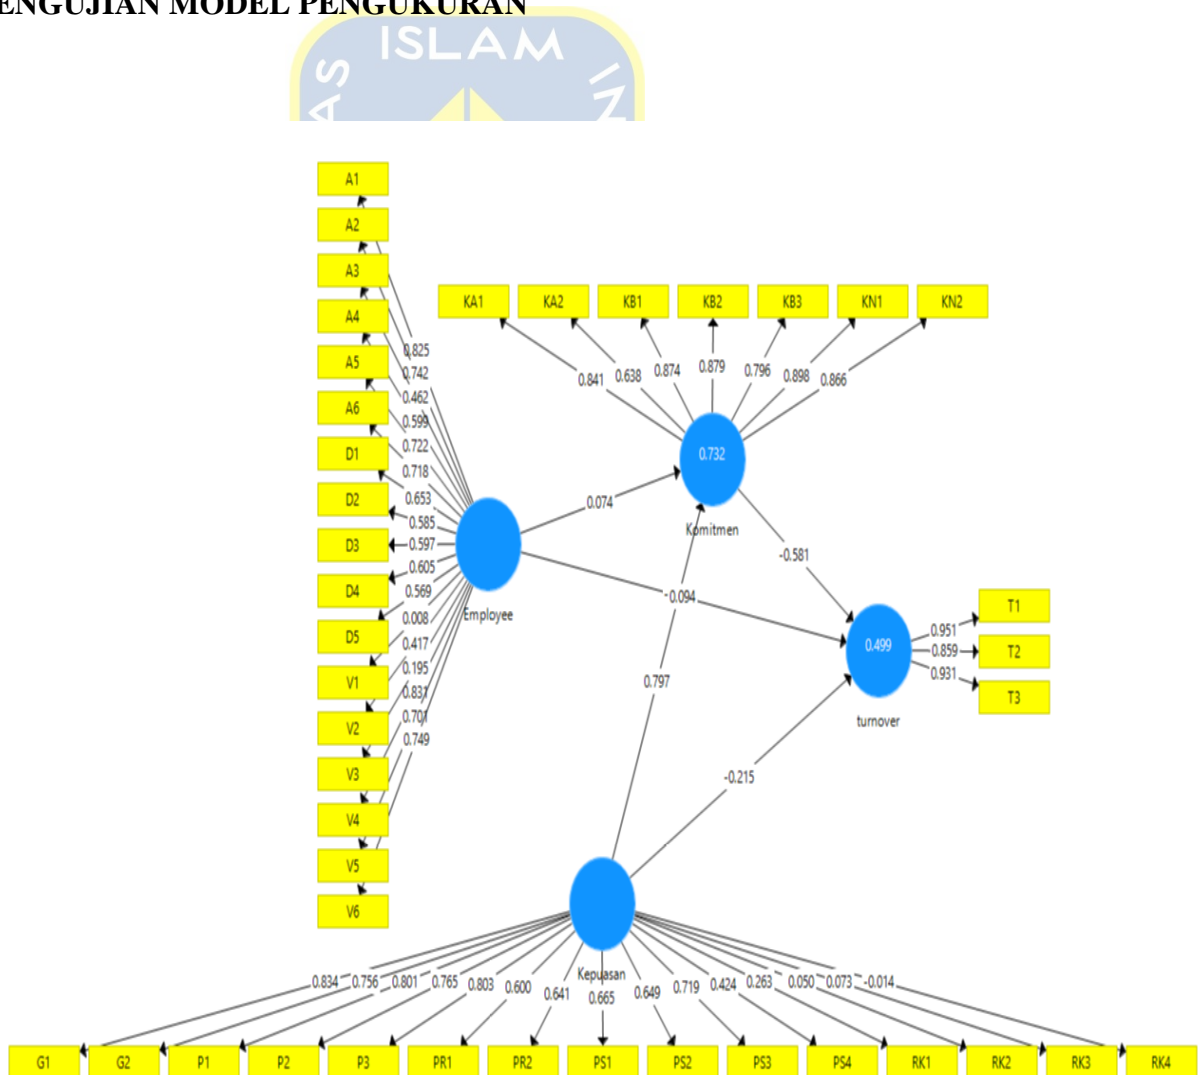 ENGUJIAN MODEL PENGUKURAN
AS ISLAM IN
A1
A2
A3
A4
A5
A6
D1
D2
D3
D4
D5
V1
V2
V3
V4
V5
V6
0.825
0.742
0.462
0.599
0.722
0.718
0.653
0.585
0.597
0.605
0.569
0.008
0.417
0.195
0.831
0.701
0.749
Employee
KA1 KA2 KB1 KB2 KB3 KN1 KN2
0.841 0.638 0.874 0.879 0.796 0.898 0.866
0.732
Komitmen
0.074
-0.581
-0.094
0.797
-0.215
0.499
turnover
0.951
0.859
0.931
T1
T2
T3
Kepuasan
0.834 0.756 0.801 0.765 0.803 0.600 0.641 0.665 0.649 0.719 0.424 0.263 0.050 0.073 -0.014
G1 G2 P1 P2 P3 PR1 PR2 PS1 PS2 PS3 PS4 RK1 RK2 RK3 RK4